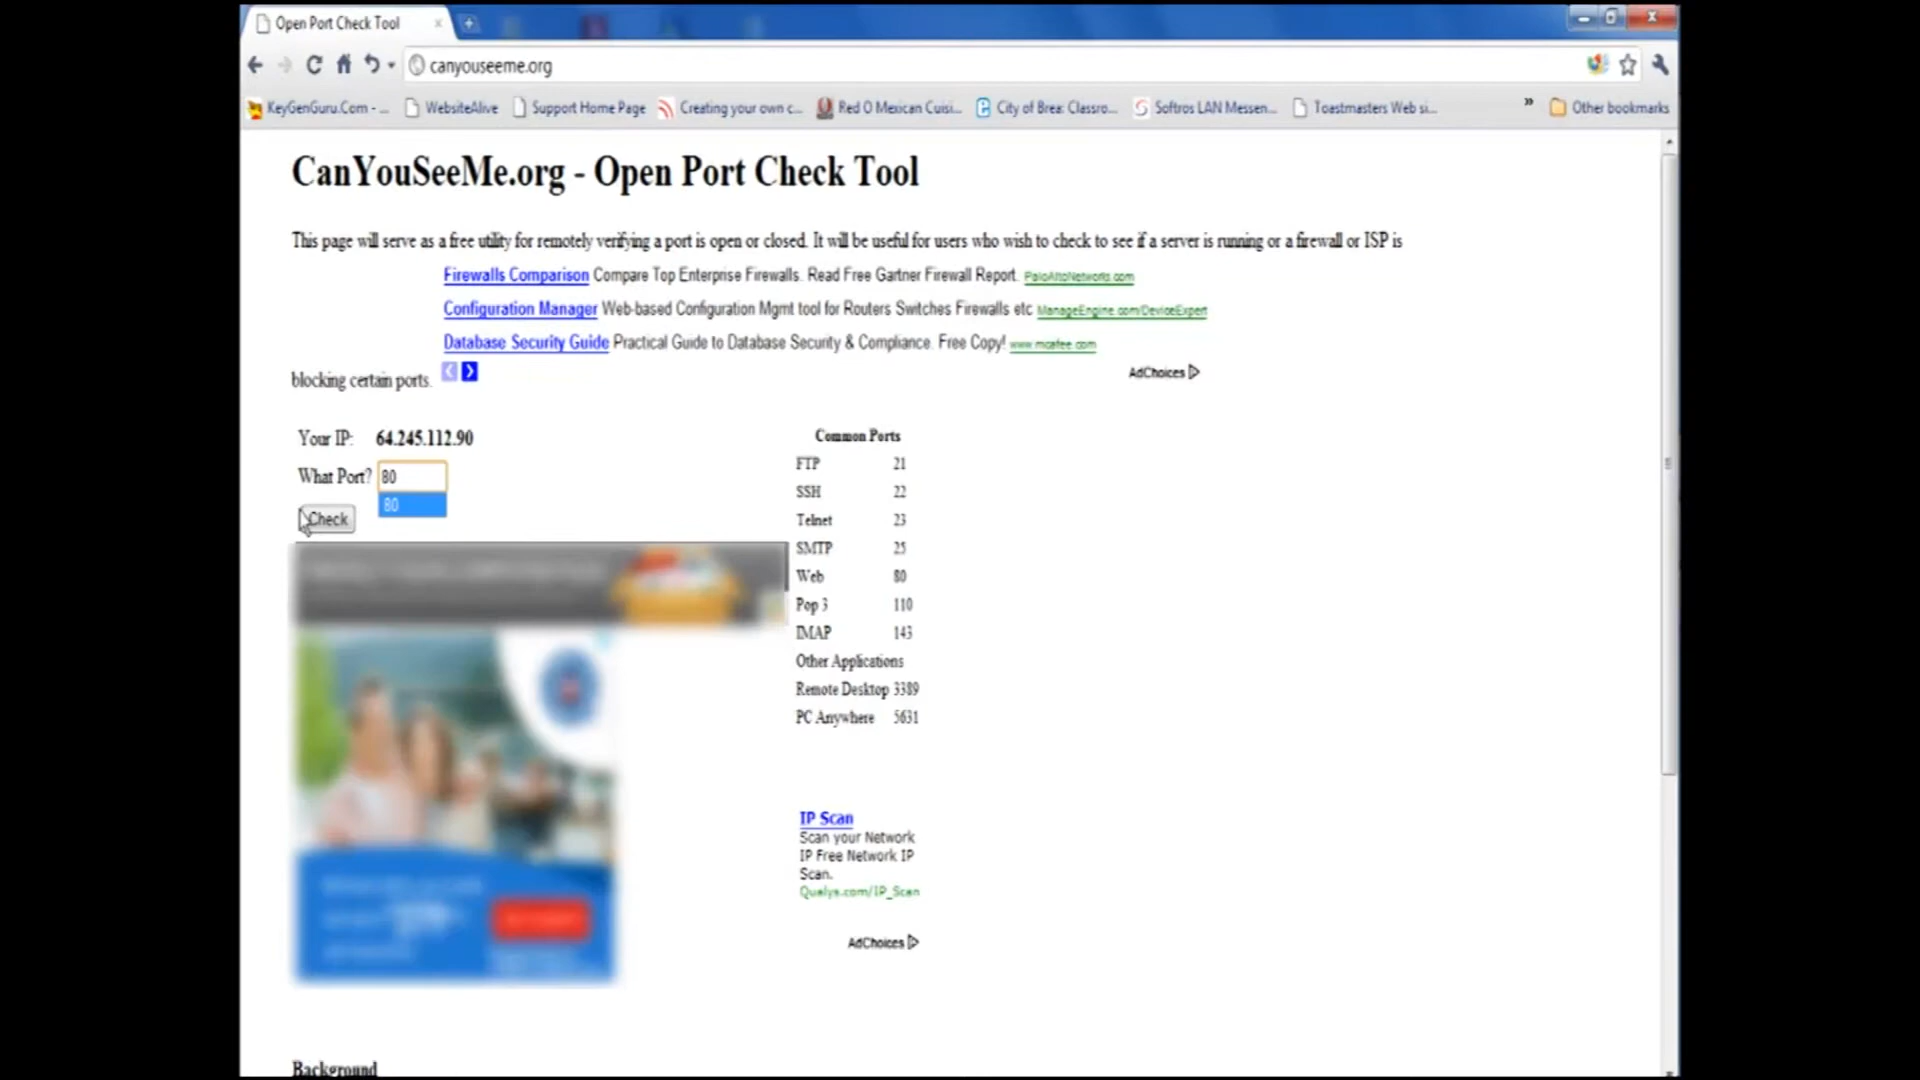 Open Port Check Tool
canyouseeme.org
KeyGenGuru.Com - ...
WebsiteAlive
Support Home Page
Creating your own c...
Red O Mexican Cuisi...
City of Brea: Classro...
Softros LAN Messen...
Toastmasters Web si...
»
Other bookmarks
CanYouSeeMe.org - Open Port Check Tool
This page will serve as a free utility for remotely verifying a port is open or closed. It will be useful for users who wish to check to see if a server is running or a firewall or ISP is
Firewalls Comparison Compare Top Enterprise Firewalls. Read Free Gartner Firewall Report. PaloAltoNetworks.com
Configuration Manager Web-based Configuration Mgmt tool for Routers Switches Firewalls etc ManageEngine.com/DeviceExpert
Database Security Guide Practical Guide to Database Security & Compliance. Free Copy! www.mcafee.com
blocking certain ports.
AdChoices
Your IP: 64.245.112.90
What Port? 80
80
Check
Common Ports
FTP 21
SSH 22
Telnet 23
SMTP 25
Web 80
Pop 3 110
IMAP 143
Other Applications
Remote Desktop 3389
PC Anywhere 5631
IP Scan
Scan your Network
IP Free Network IP
Scan.
Qualys.com/IP_Scan
AdChoices
Background